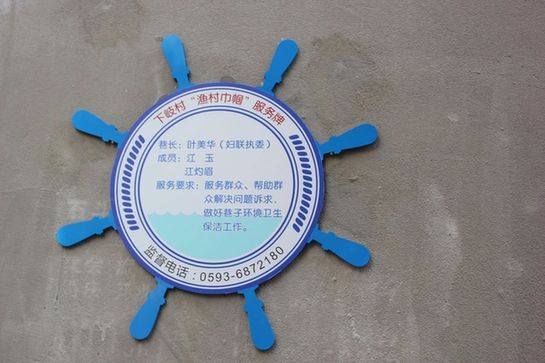 下岐村“渔村巾帼”服务牌
巷长：叶美华（妇联执委）
成员：江 玉
江灼眉
服务要求：服务群众、帮助群
众解决问题诉求，
做好巷子环境卫生
保洁工作。
监督电话：0593-6872180